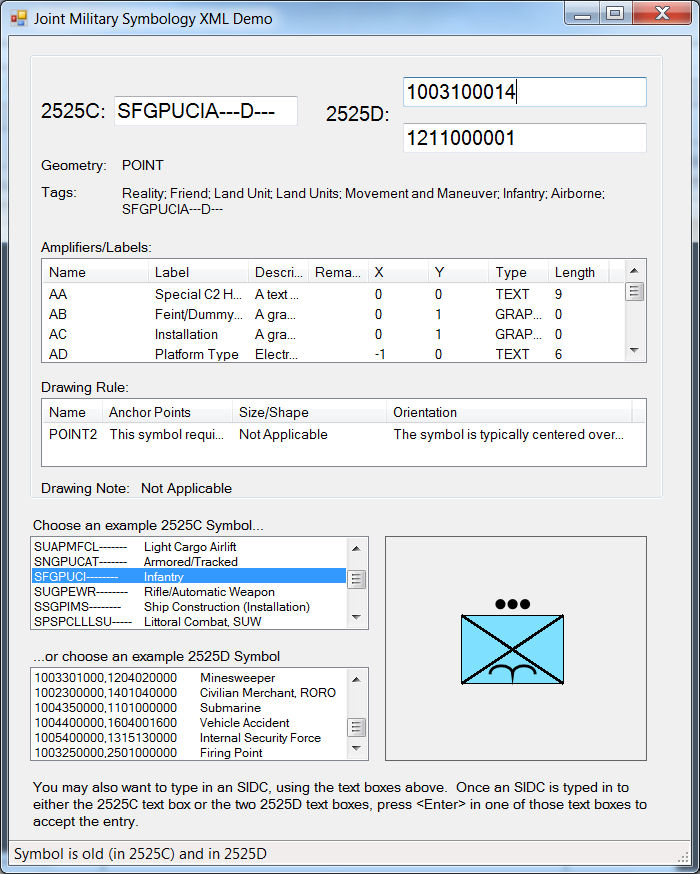 Joint Military Symbology XML Demo
2525C: SFGPUCIA---D---
2525D: 1003100014
1211000001
Geometry: POINT
Tags: Reality; Friend; Land Unit; Land Units; Movement and Maneuver; Infantry; Airborne;
SFGPUCIA---D---
Amplifiers/Labels:
Name Label Descri... Rema... X Y Type Length
AA Special C2 H... A text ... 0 0 TEXT 9
AB Feint/Dummy... A gra... 0 1 GRAP... 0
AC Installation A gra... 0 1 GRAP... 0
AD Platform Type Electr... -1 0 TEXT 6
Drawing Rule:
Name Anchor Points Size/Shape Orientation
POINT2 This symbol requi... Not Applicable The symbol is typically centered over...
Drawing Note: Not Applicable
Choose an example 2525C Symbol...
SUAPMFCL------- Light Cargo Airlift
SNGPUCAT------- Armored/Tracked
SFGPUCI-------- Infantry
SUGPEWR-------- Rifle/Automatic Weapon
SSGPIMS-------- Ship Construction (Installation)
SPSPCLLLSU----- Littoral Combat, SUW
...or choose an example 2525D Symbol
1003301000,1204020000 Minesweeper
1002300000,1401040000 Civilian Merchant, RORO
1004350000,1101000000 Submarine
1004400000,1604001600 Vehicle Accident
1005400000,1315130000 Internal Security Force
1003250000,2501000000 Firing Point
You may also want to type in an SIDC, using the text boxes above. Once an SIDC is typed in to
either the 2525C text box or the two 2525D text boxes, press <Enter> in one of those text boxes to
accept the entry.
Symbol is old (in 2525C) and in 2525D